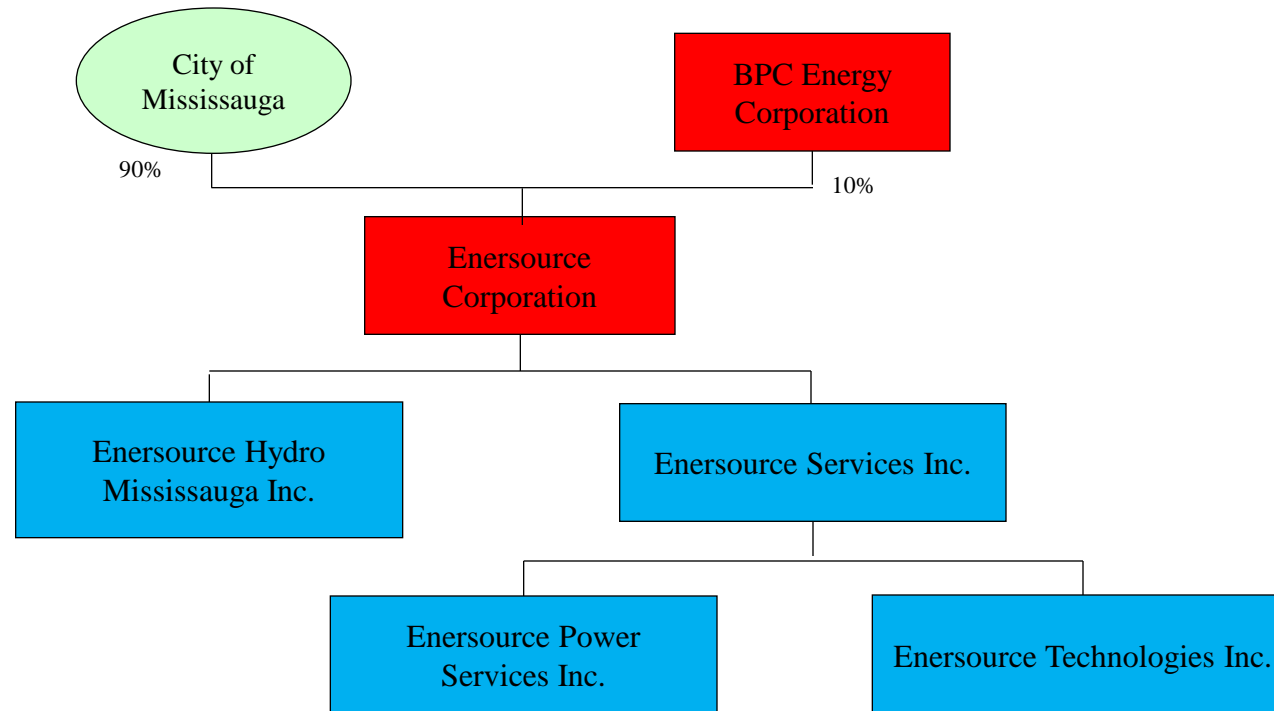 City of
Mississauga
BPC Energy
Corporation
90%
10%
Enersource
Corporation
Enersource Hydro
Mississauga Inc.
Enersource Services Inc.
Enersource Power
Services Inc.
Enersource Technologies Inc.